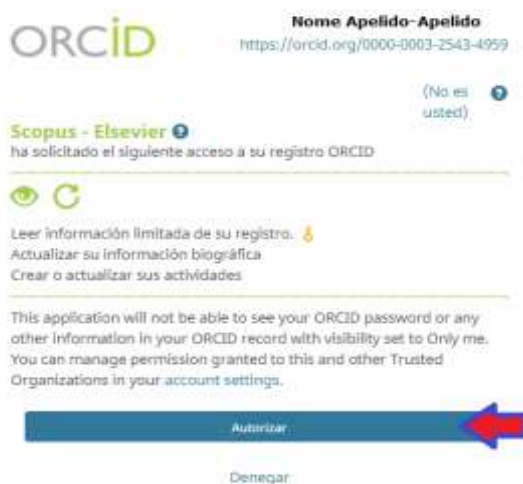 ORCID
Nome Apelido-Apelido
https://orcid.org/0000-0003-2543-4959
(No es
usted)
Scopus - Elsevier
ha solicitado el siguiente acceso a su registro ORCID
Leer información limitada de su registro.
Actualizar su información biográfica
Crear o actualizar sus actividades
This application will not be able to see your ORCID password or any
other information in your ORCID record with visibility set to Only me.
You can manage permission granted to this and other Trusted
Organizations in your account settings.
Autorizar
Denegar